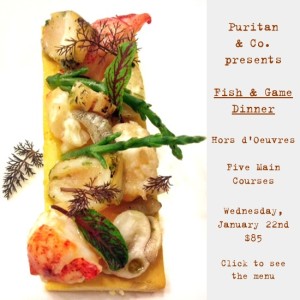 Puritan
& Co.
presents
Fish & Game
Dinner
Hors d'Oeuvres
Five Main
Courses
Wednesday,
January 22nd
$85
Click to see
the menu